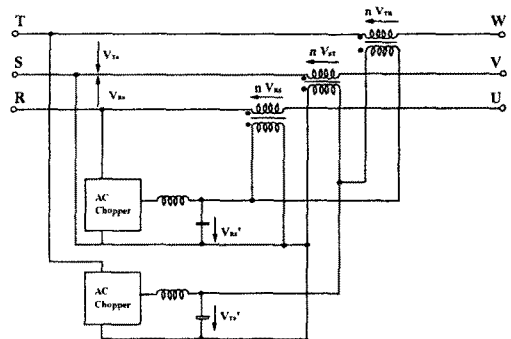 T
n V_TR
W
S
V_Ts
n V_ST
V
R
V_Rs
n V_RS
U
AC
Chopper
V_RS'
AC
Chopper
V_TS'